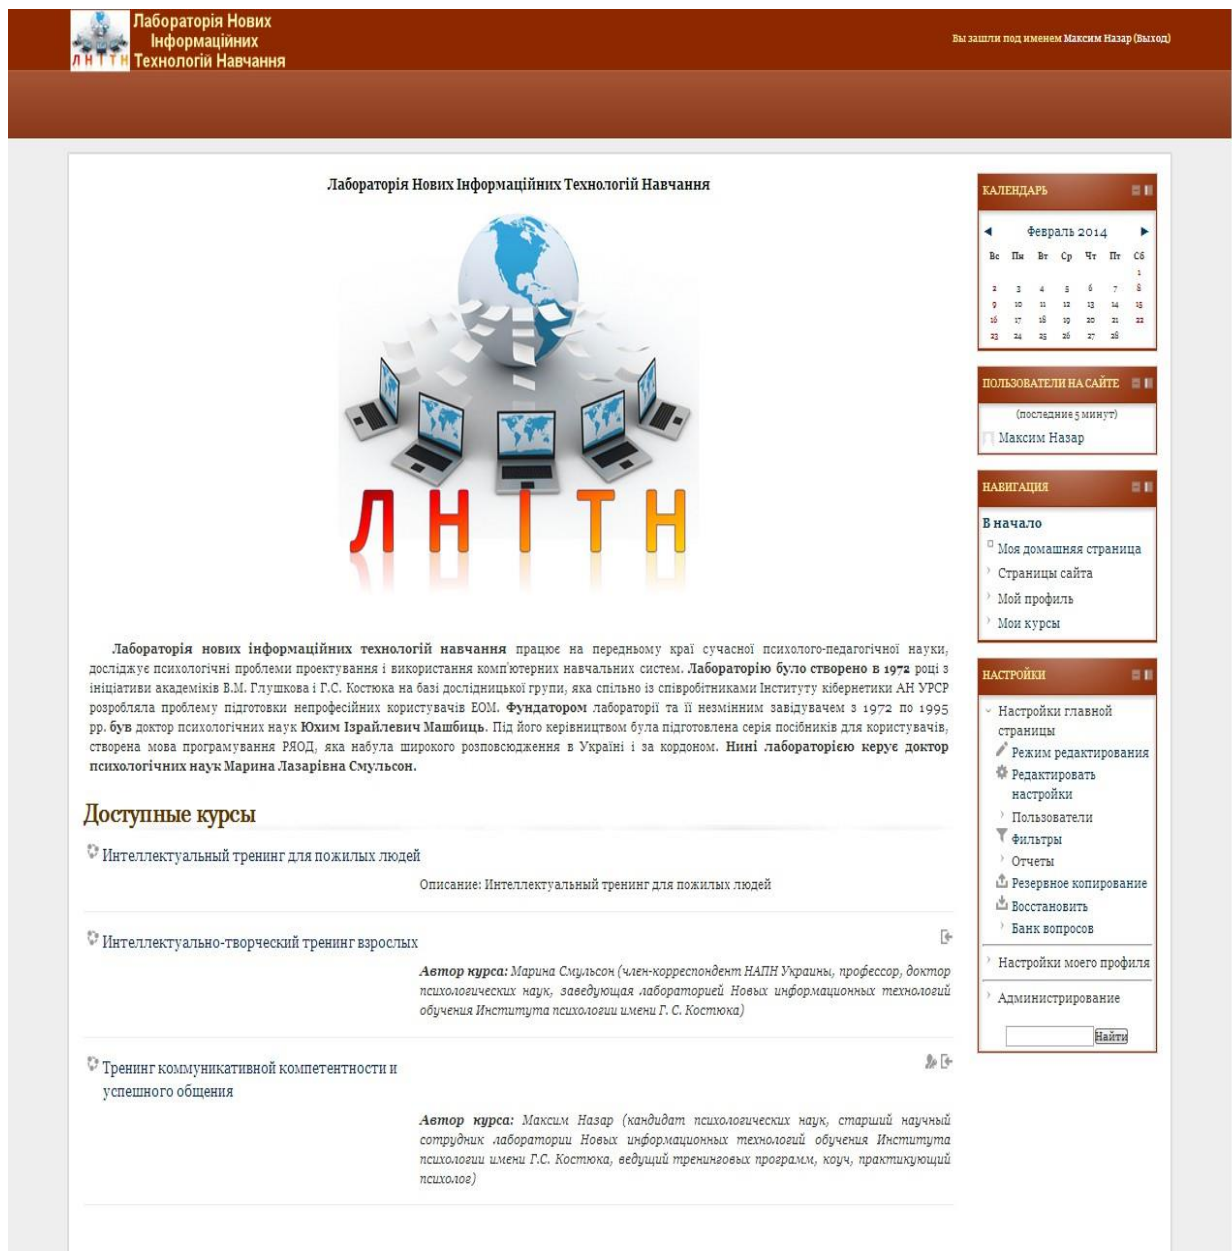 Лабораторія Нових
Інформаційних
Технологій Навчання
ЛНІТН
Вы зашли под именем Максим Назар (Выход)
Лабораторія Нових Інформаційних Технологій Навчання
ЛНІТН
Лабораторія нових інформаційних технологій навчання працює на передньому краї сучасної психолого-педагогічної науки,
досліджує психологічні проблеми проектування і використання комп'ютерних навчальних систем. Лабораторію було створено в 1972 році з
ініціативи академіків В.М. Глушкова і Г.С. Костюка на базі дослідницької групи, яка спільно із співробітниками Інституту кібернетики АН УРСР
розробляла проблему підготовки непрофесійних користувачів ЕОМ. Фундатором лабораторії та її незмінним завідувачем з 1972 по 1995
рр. був доктор психологічних наук Юхим Ізрайлевич Машбиць. Під його керівництвом була підготовлена серія посібників для користувачів,
створена мова програмування РЯОД, яка набула широкого розповсюдження в Україні і за кордоном. Нині лабораторією керує доктор
психологічних наук Марина Лазарівна Смульсон.
Доступные курсы
Интеллектуальный тренинг для пожилых людей
Описание: Интеллектуальный тренинг для пожилых людей
Интеллектуально-творческий тренинг взрослых
Автор курса: Марина Смульсон (член-корреспондент НАПН Украины, профессор, доктор
психологических наук, заведующая лабораторией Новых информационных технологий
обучения Института психологии имени Г. С. Костюка)
Тренинг коммуникативной компетентности и
успешного общения
Автор курса: Максим Назар (кандидат психологических наук, старший научный
сотрудник лаборатории Новых информационных технологий обучения Института
психологии имени Г.С. Костюка, ведущий тренинговых программ, коуч, практикующий
психолог)
КАЛЕНДАРЬ
Февраль 2014
Вс Пн Вт Ср Чт Пт Сб
1
2 3 4 5 6 7 8
9 10 11 12 13 14 15
16 17 18 19 20 21 22
23 24 25 26 27 28
ПОЛЬЗОВАТЕЛИ НА САЙТЕ
(последние 5 минут)
Максим Назар
НАВИГАЦИЯ
В начало
Моя домашняя страница
Страницы сайта
Мой профиль
Мои курсы
НАСТРОЙКИ
Настройки главной
страницы
Режим редактирования
Редактировать
настройки
Пользователи
Фильтры
Отчеты
Резервное копирование
Восстановить
Банк вопросов
Настройки моего профиля
Администрирование
Найти